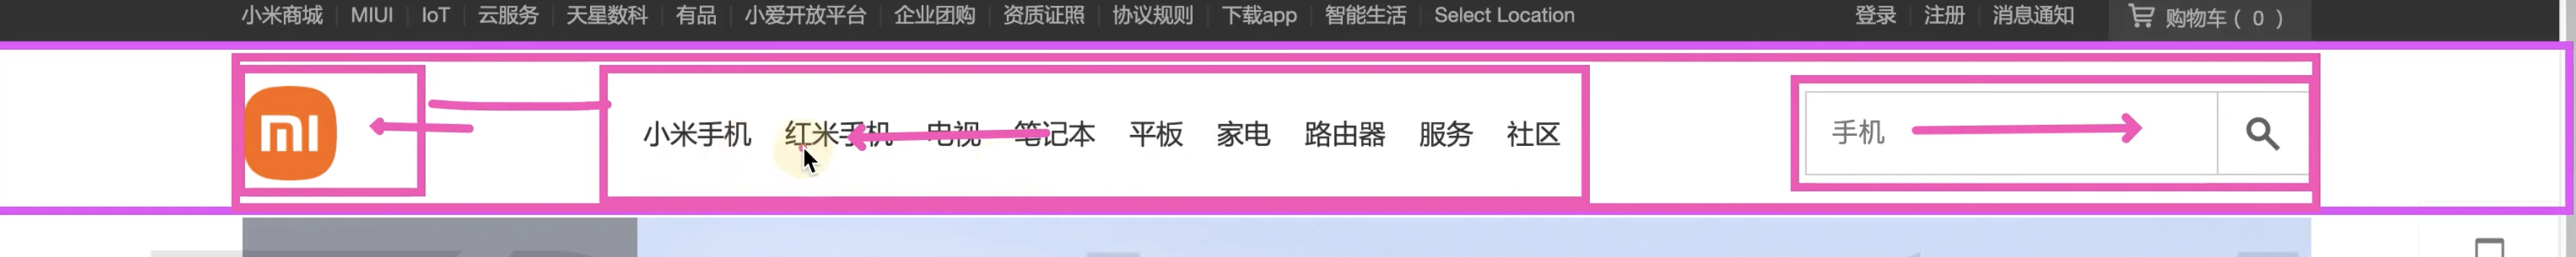 小米商城 MIUI IoT 云服务 天星数科 有品 小爱开放平台 企业团购 资质证照 协议规则 下载app 智能生活 Select Location 登录 注册 消息通知 购物车 ( 0 )
mi 小米手机 红米手机 电视 笔记本 平板 家电 路由器 服务 社区 手机